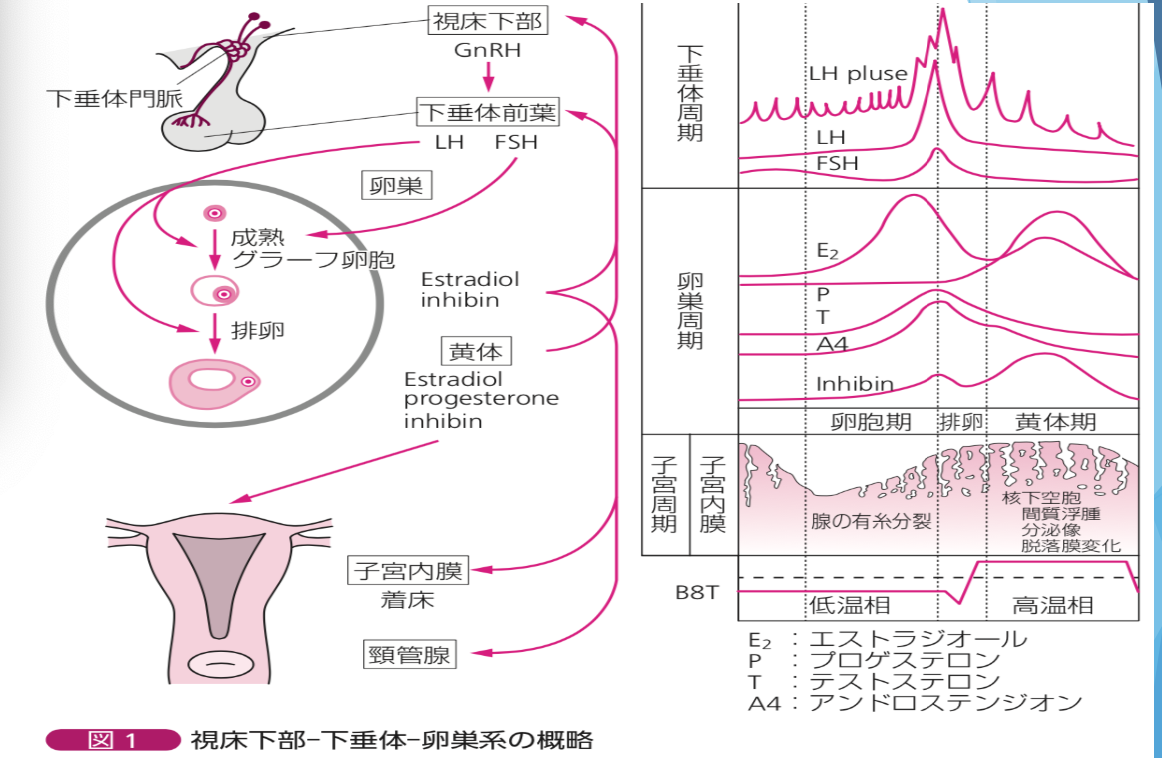 視床下部
GnRH
下垂体門脈
下垂体前葉
LH FSH
卵巣
成熟
グラーフ卵胞
排卵
Estradiol
inhibin
黄体
Estradiol
progesterone
inhibin
子宮内膜
着床
頸管腺
下垂体周期
LH pluse
LH
FSH
卵巣周期
E₂
P
T
A4
Inhibin
卵胞期 排卵 黄体期
子宮周期
子宮内膜
腺の有糸分裂
核下空胞
間質浮腫
分泌像
脱落膜変化
B8T
低温相 高温相
E₂ : エストラジオール
P : プロゲステロン
T : テストステロン
A4 : アンドロステンジオン
図 1 視床下部−下垂体−卵巣系の概略